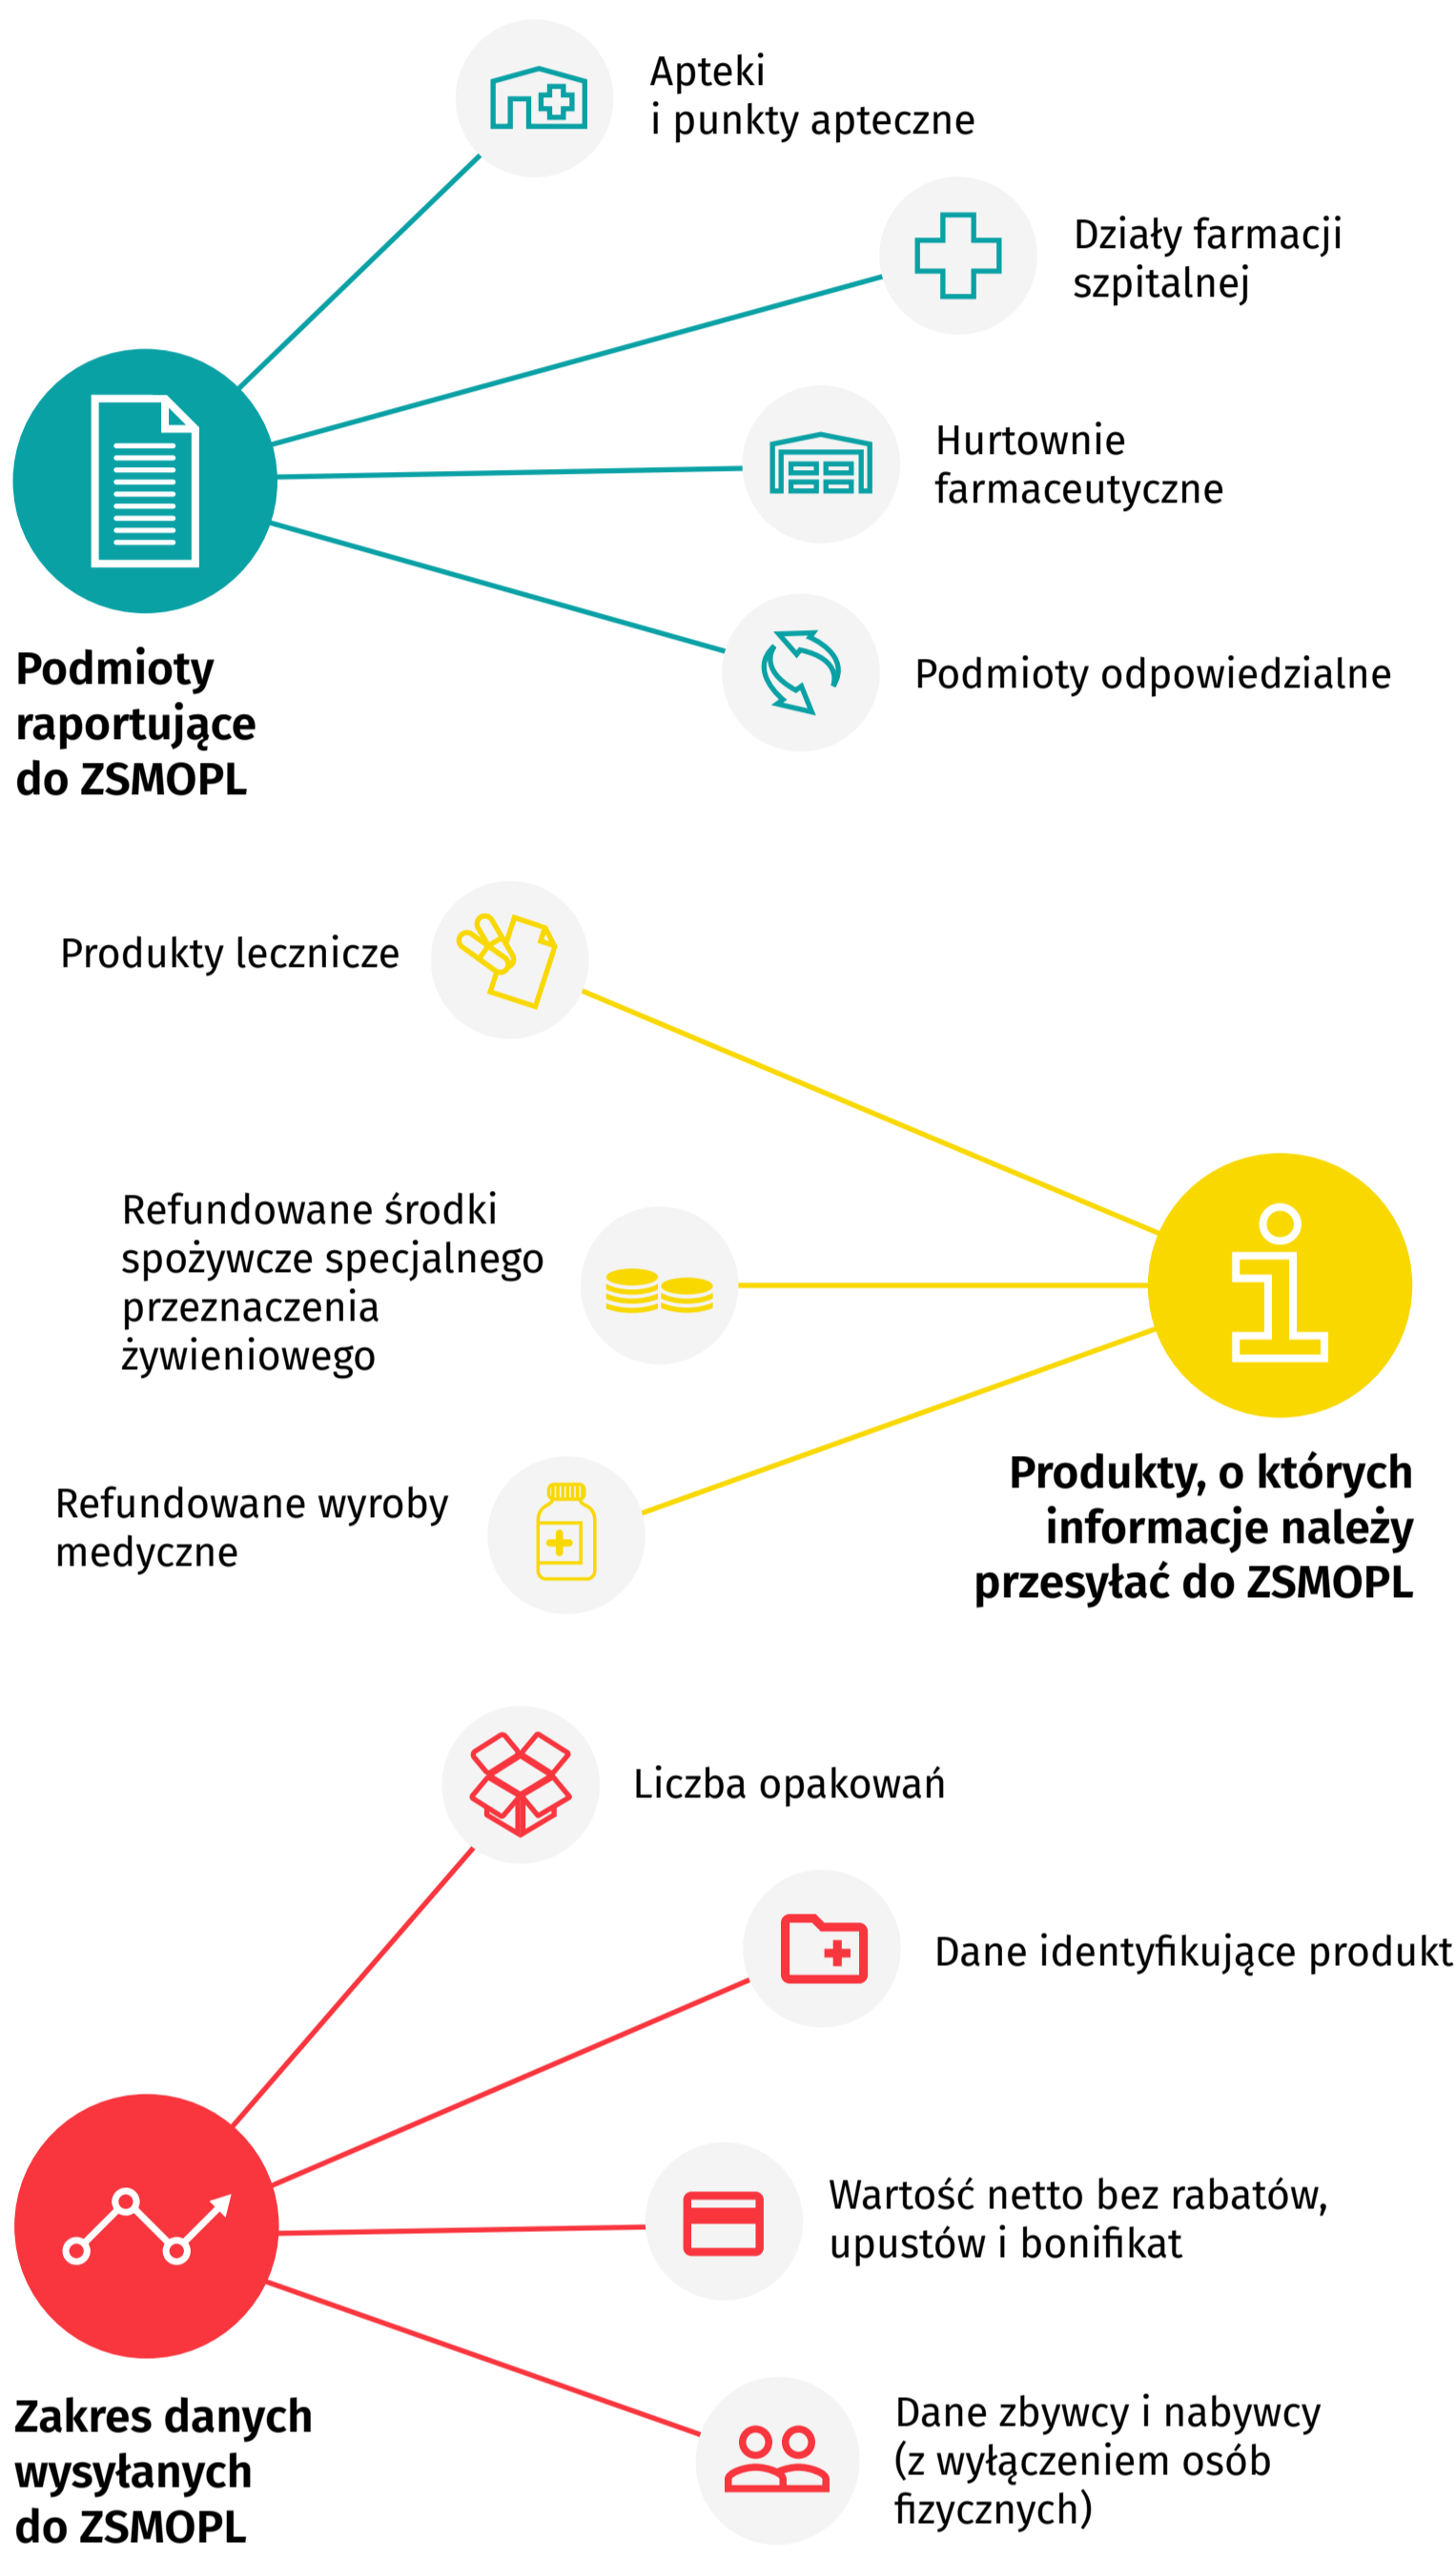 Apteki
i punkty apteczne
Działy farmacji
szpitalnej
Hurtownie
farmaceutyczne
Podmioty odpowiedzialne
Podmioty
raportujące
do ZSMOPL
Produkty lecznicze
Refundowane środki
spożywcze specjalnego
przeznaczenia
żywieniowego
Refundowane wyroby
medyczne
Produkty, o których
informacje należy
przesyłać do ZSMOPL
Liczba opakowań
Dane identyfikujące produkt
Wartość netto bez rabatów,
upustów i bonifikat
Dane zbywcy i nabywcy
(z wyłączeniem osób
fizycznych)
Zakres danych
wysyłanych
do ZSMOPL